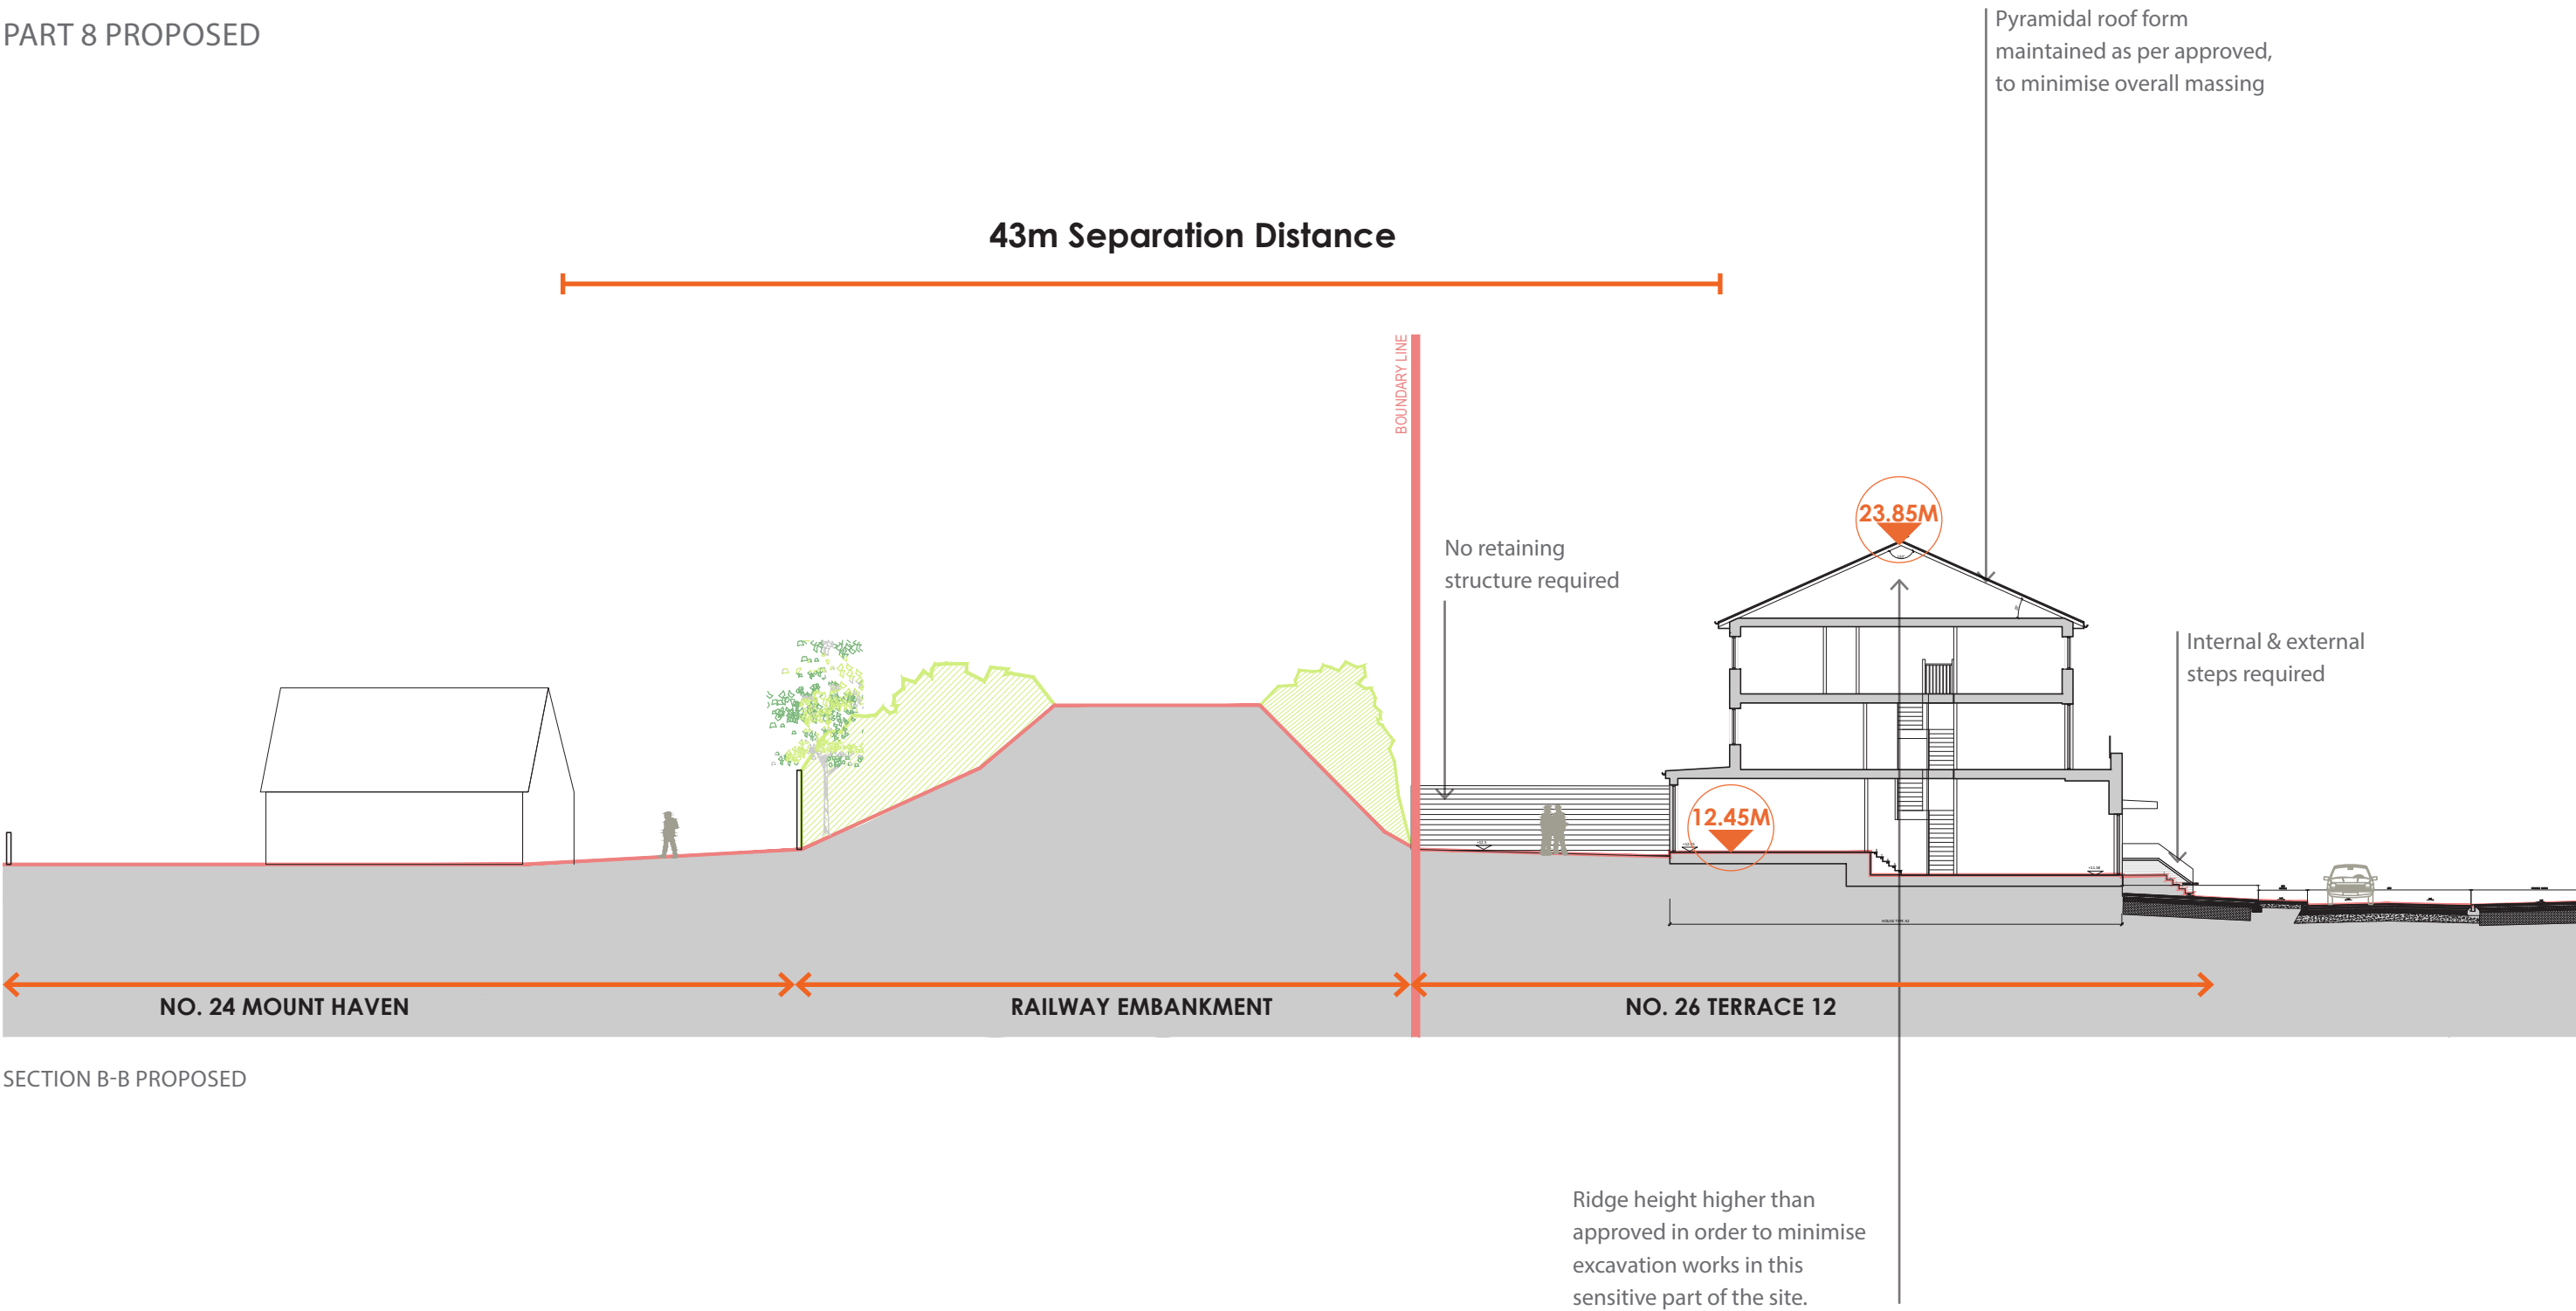 PART 8 PROPOSED
Pyramidal roof form
maintained as per approved,
to minimise overall massing
43m Separation Distance
BOUNDARY LINE
23.85M
No retaining
structure required
Internal & external
steps required
12.45M
NO. 24 MOUNT HAVEN
RAILWAY EMBANKMENT
NO. 26 TERRACE 12
SECTION B-B PROPOSED
Ridge height higher than
approved in order to minimise
excavation works in this
sensitive part of the site.